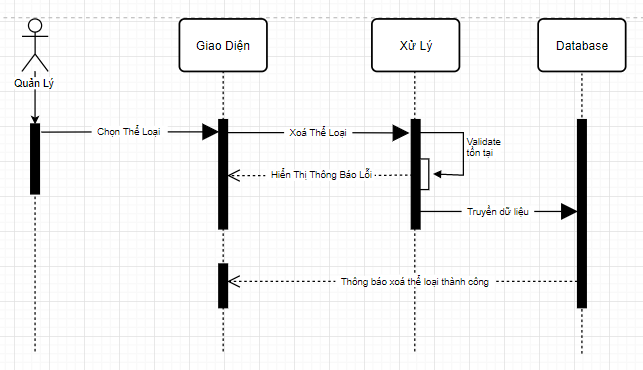 Giao Diện
Xử Lý
Database
Quản Lý
Chọn Thể Loại
Xoá Thể Loại
Validate
tồn tại
Hiển Thị Thông Báo Lỗi
Truyền dữ liệu
Thông báo xoá thể loại thành công